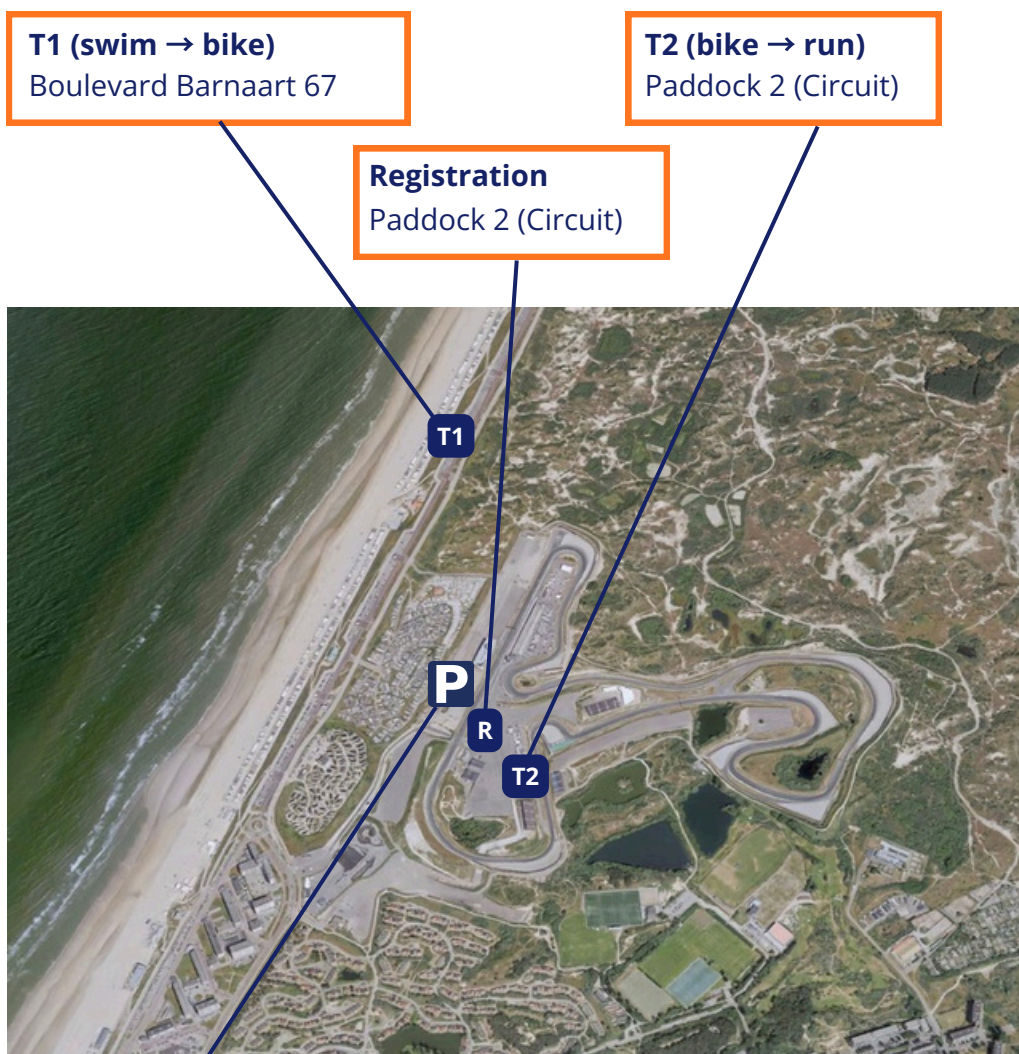 T1 (swim → bike)
Boulevard Barnaart 67
T2 (bike → run)
Paddock 2 (Circuit)
Registration
Paddock 2 (Circuit)
T1
P
R
T2